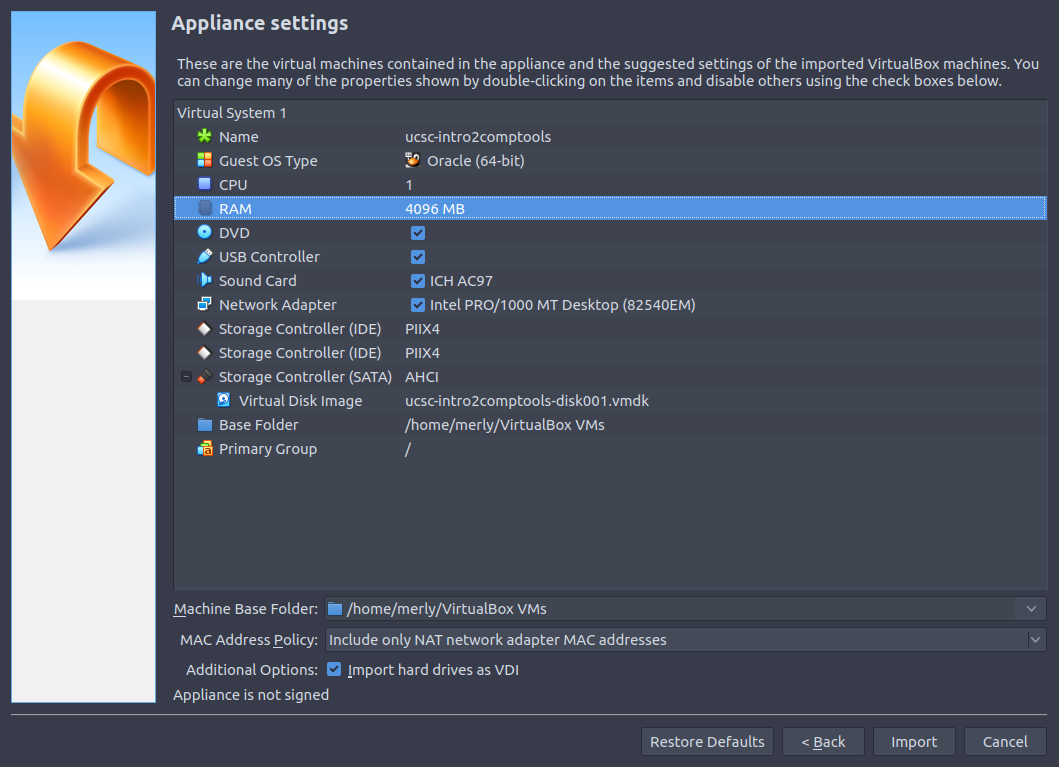 Appliance settings
These are the virtual machines contained in the appliance and the suggested settings of the imported VirtualBox machines. You
can change many of the properties shown by double-clicking on the items and disable others using the check boxes below.
Virtual System 1
Name ucsc-intro2comptools
Guest OS Type Oracle (64-bit)
CPU 1
RAM 4096 MB
DVD
USB Controller
Sound Card ICH AC97
Network Adapter Intel PRO/1000 MT Desktop (82540EM)
Storage Controller (IDE) PIIX4
Storage Controller (IDE) PIIX4
Storage Controller (SATA) AHCI
Virtual Disk Image ucsc-intro2comptools-disk001.vmdk
Base Folder /home/merly/VirtualBox VMs
Primary Group /
Machine Base Folder: /home/merly/VirtualBox VMs
MAC Address Policy: Include only NAT network adapter MAC addresses
Additional Options: Import hard drives as VDI
Appliance is not signed
Restore Defaults < Back Import Cancel